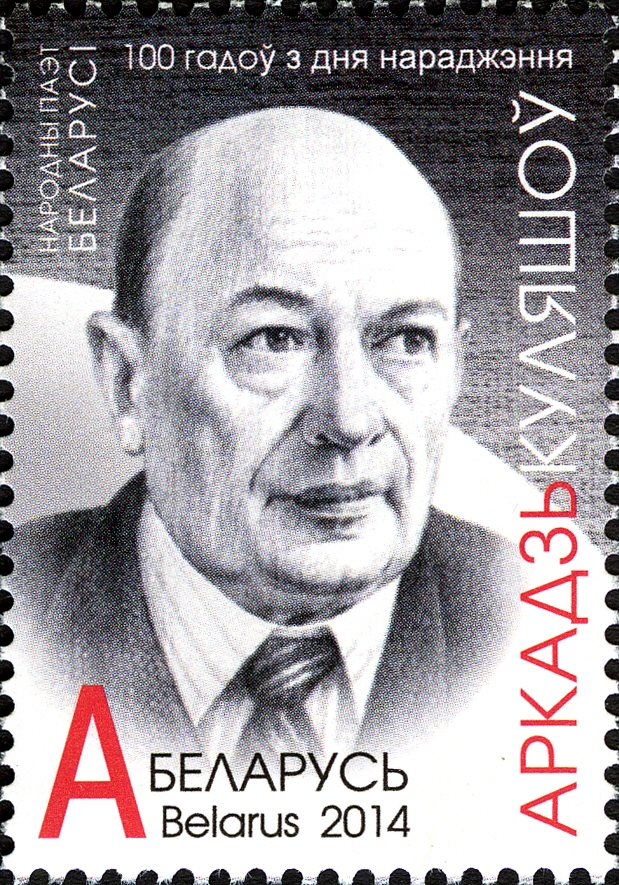 100 гадоў з дня нараджэння
НАРОДНЫ ПАЭТ
БЕЛАРУСІ
АРКАДЗЬ КУЛЯШОЎ
А
БЕЛАРУСЬ
Belarus 2014